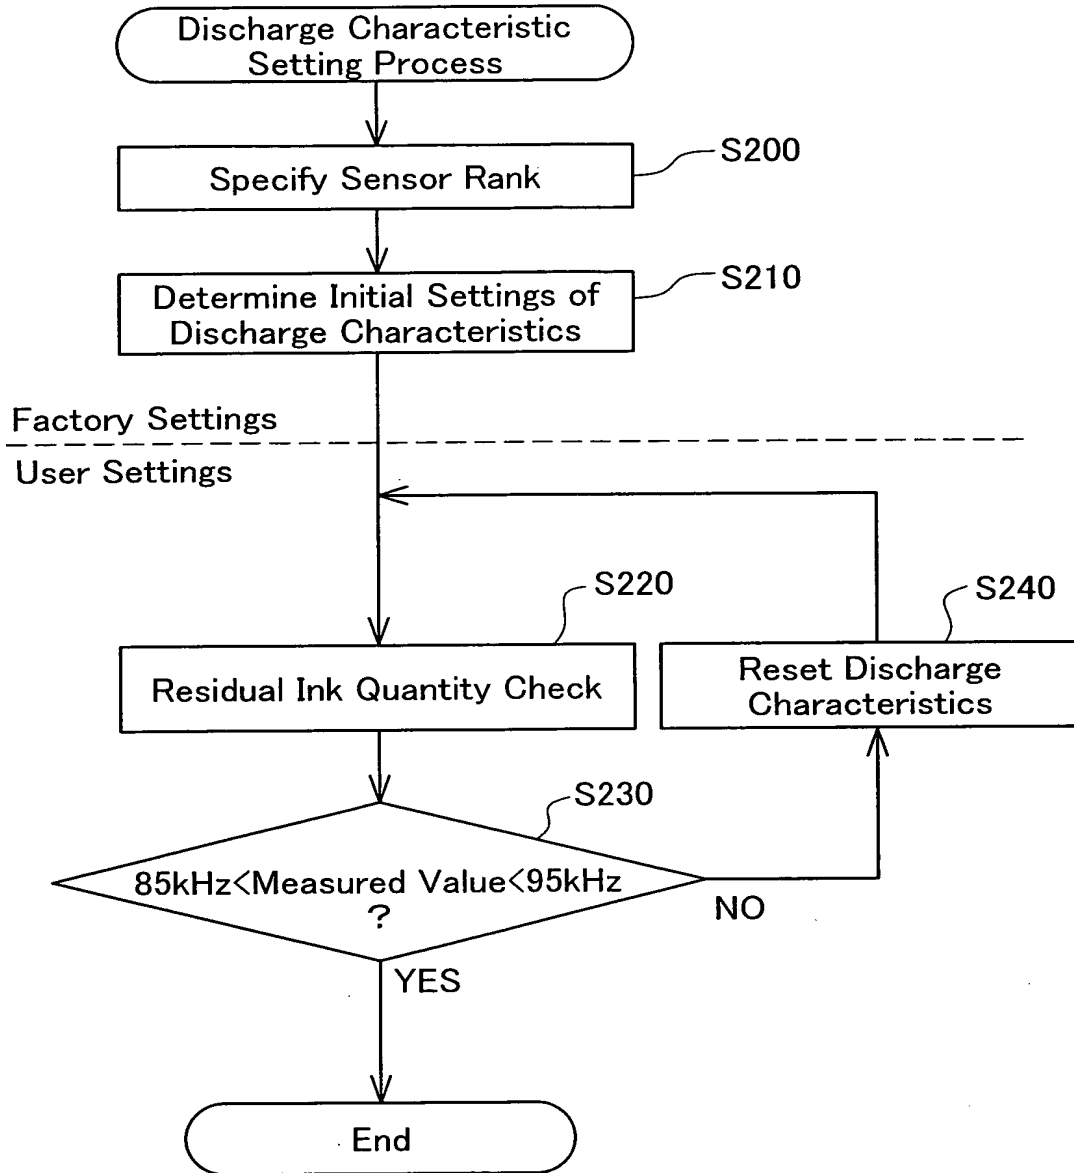 Discharge Characteristic
Setting Process
S200
Specify Sensor Rank
S210
Determine Initial Settings of
Discharge Characteristics
Factory Settings
User Settings
S220
S240
Residual Ink Quantity Check
Reset Discharge
Characteristics
S230
85kHz<Measured Value<95kHz
?
NO
YES
End